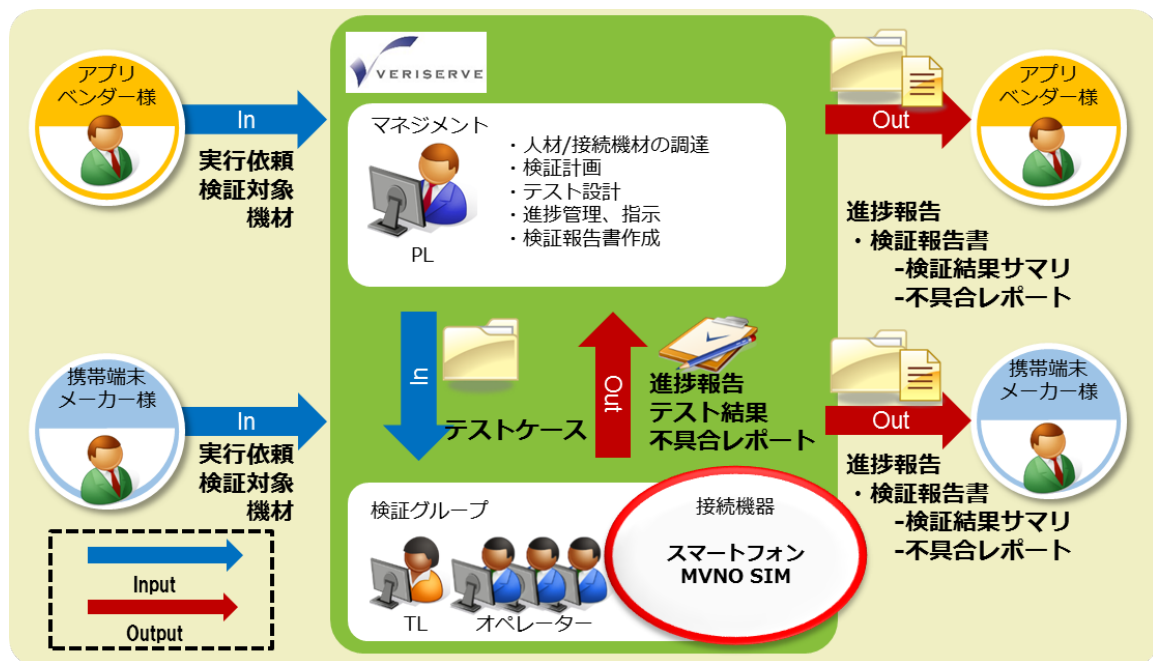 アプリ
ベンダー様
In
実行依頼
検証対象
機材
携帯端末
メーカー様
In
実行依頼
検証対象
機材
Input
Output
VERISERVE
マネジメント
PL
・人材/接続機材の調達
・検証計画
・テスト設計
・進捗管理、指示
・検証報告書作成
In
テストケース
Out
進捗報告
テスト結果
不具合レポート
検証グループ
TL
オペレーター
接続機器
スマートフォン
MVNO SIM
Out
アプリ
ベンダー様
進捗報告
・検証報告書
-検証結果サマリ
-不具合レポート
Out
携帯端末
メーカー様
進捗報告
・検証報告書
-検証結果サマリ
-不具合レポート